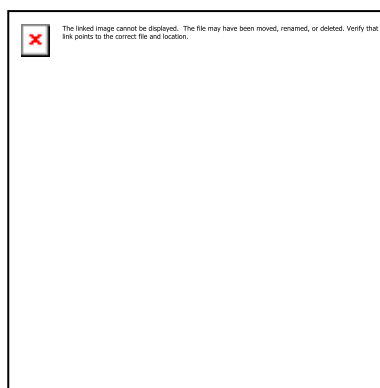 The linked image cannot be displayed.  The file may have been moved, renamed, or deleted. Verify that
link points to the correct file and location.